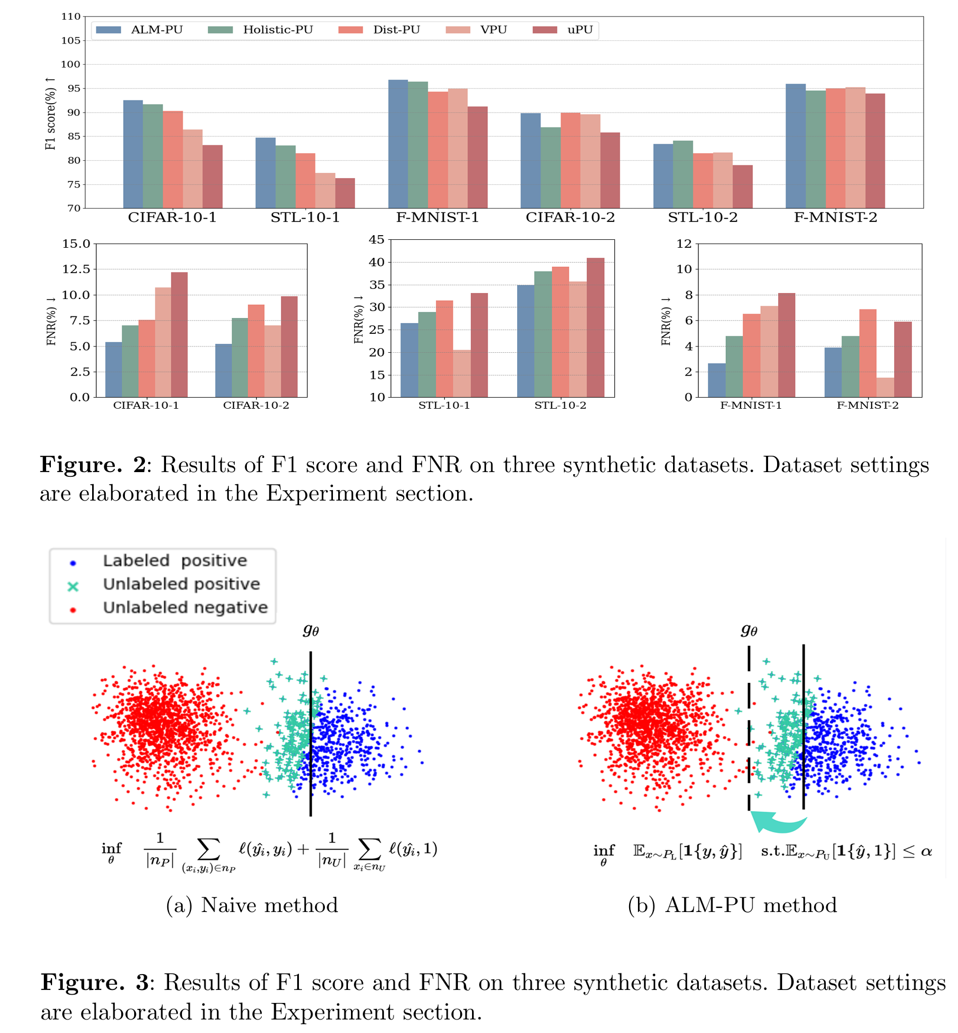 110
105
100
95
90
85
80
75
70
F1 score(%) ↑
ALM-PU Holistic-PU Dist-PU VPU uPU
CIFAR-10-1 STL-10-1 F-MNIST-1 CIFAR-10-2 STL-10-2 F-MNIST-2
15.0
12.5
10.0
7.5
5.0
2.5
0.0
FNR(%) ↓
CIFAR-10-1 CIFAR-10-2
45
40
35
30
25
20
15
10
FNR(%) ↓
STL-10-1 STL-10-2
12
10
8
6
4
2
0
FNR(%) ↓
F-MNIST-1 F-MNIST-2
Figure. 2: Results of F1 score and FNR on three synthetic datasets. Dataset settings
are elaborated in the Experiment section.
Labeled positive
Unlabeled positive
Unlabeled negative
gθ
inf θ 1/|n_P| ∑_{(x_i,y_i)∈n_P} ℓ(ŷ_i, y_i) + 1/|n_U| ∑_{x_i∈n_U} ℓ(ŷ_i, 1)
(a) Naive method
gθ
inf θ 𝔼_{x∼P_L}[𝟏{y, ŷ}] s.t.𝔼_{x∼P_U}[𝟏{ŷ, 1}] ≤ α
(b) ALM-PU method
Figure. 3: Results of F1 score and FNR on three synthetic datasets. Dataset settings
are elaborated in the Experiment section.